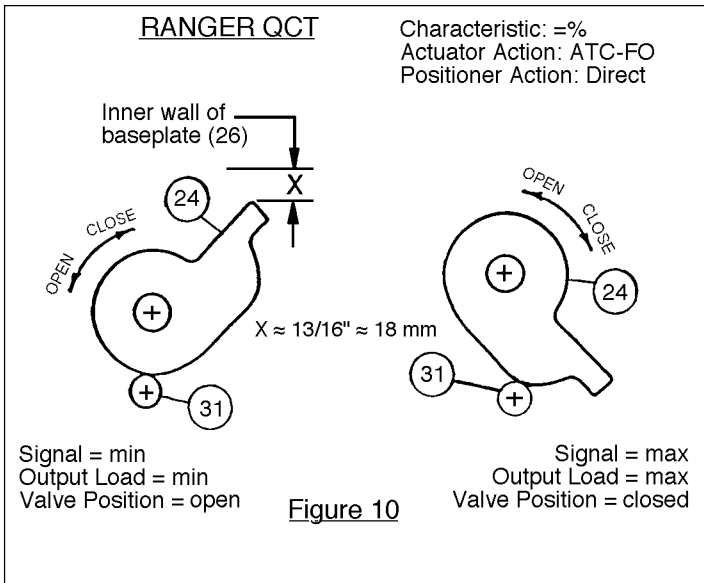 RANGER QCT
Characteristic: =%
Actuator Action: ATC-FO
Positioner Action: Direct
Inner wall of
baseplate (26)
X
24
OPEN CLOSE
X ≈ 13/16" ≈ 18 mm
31
OPEN
CLOSE
24
31
Signal = min
Output Load = min
Valve Position = open
Signal = max
Output Load = max
Valve Position = closed
Figure 10